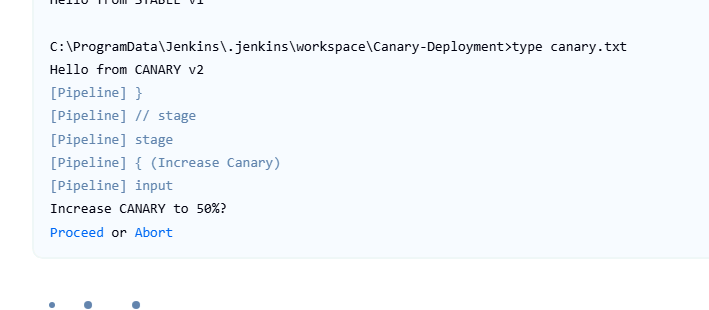 Hello from STABLE v1
C:\ProgramData\Jenkins\.jenkins\workspace\Canary-Deployment>type canary.txt
Hello from CANARY v2
[Pipeline] }
[Pipeline] // stage
[Pipeline] stage
[Pipeline] { (Increase Canary)
[Pipeline] input
Increase CANARY to 50%?
Proceed or Abort